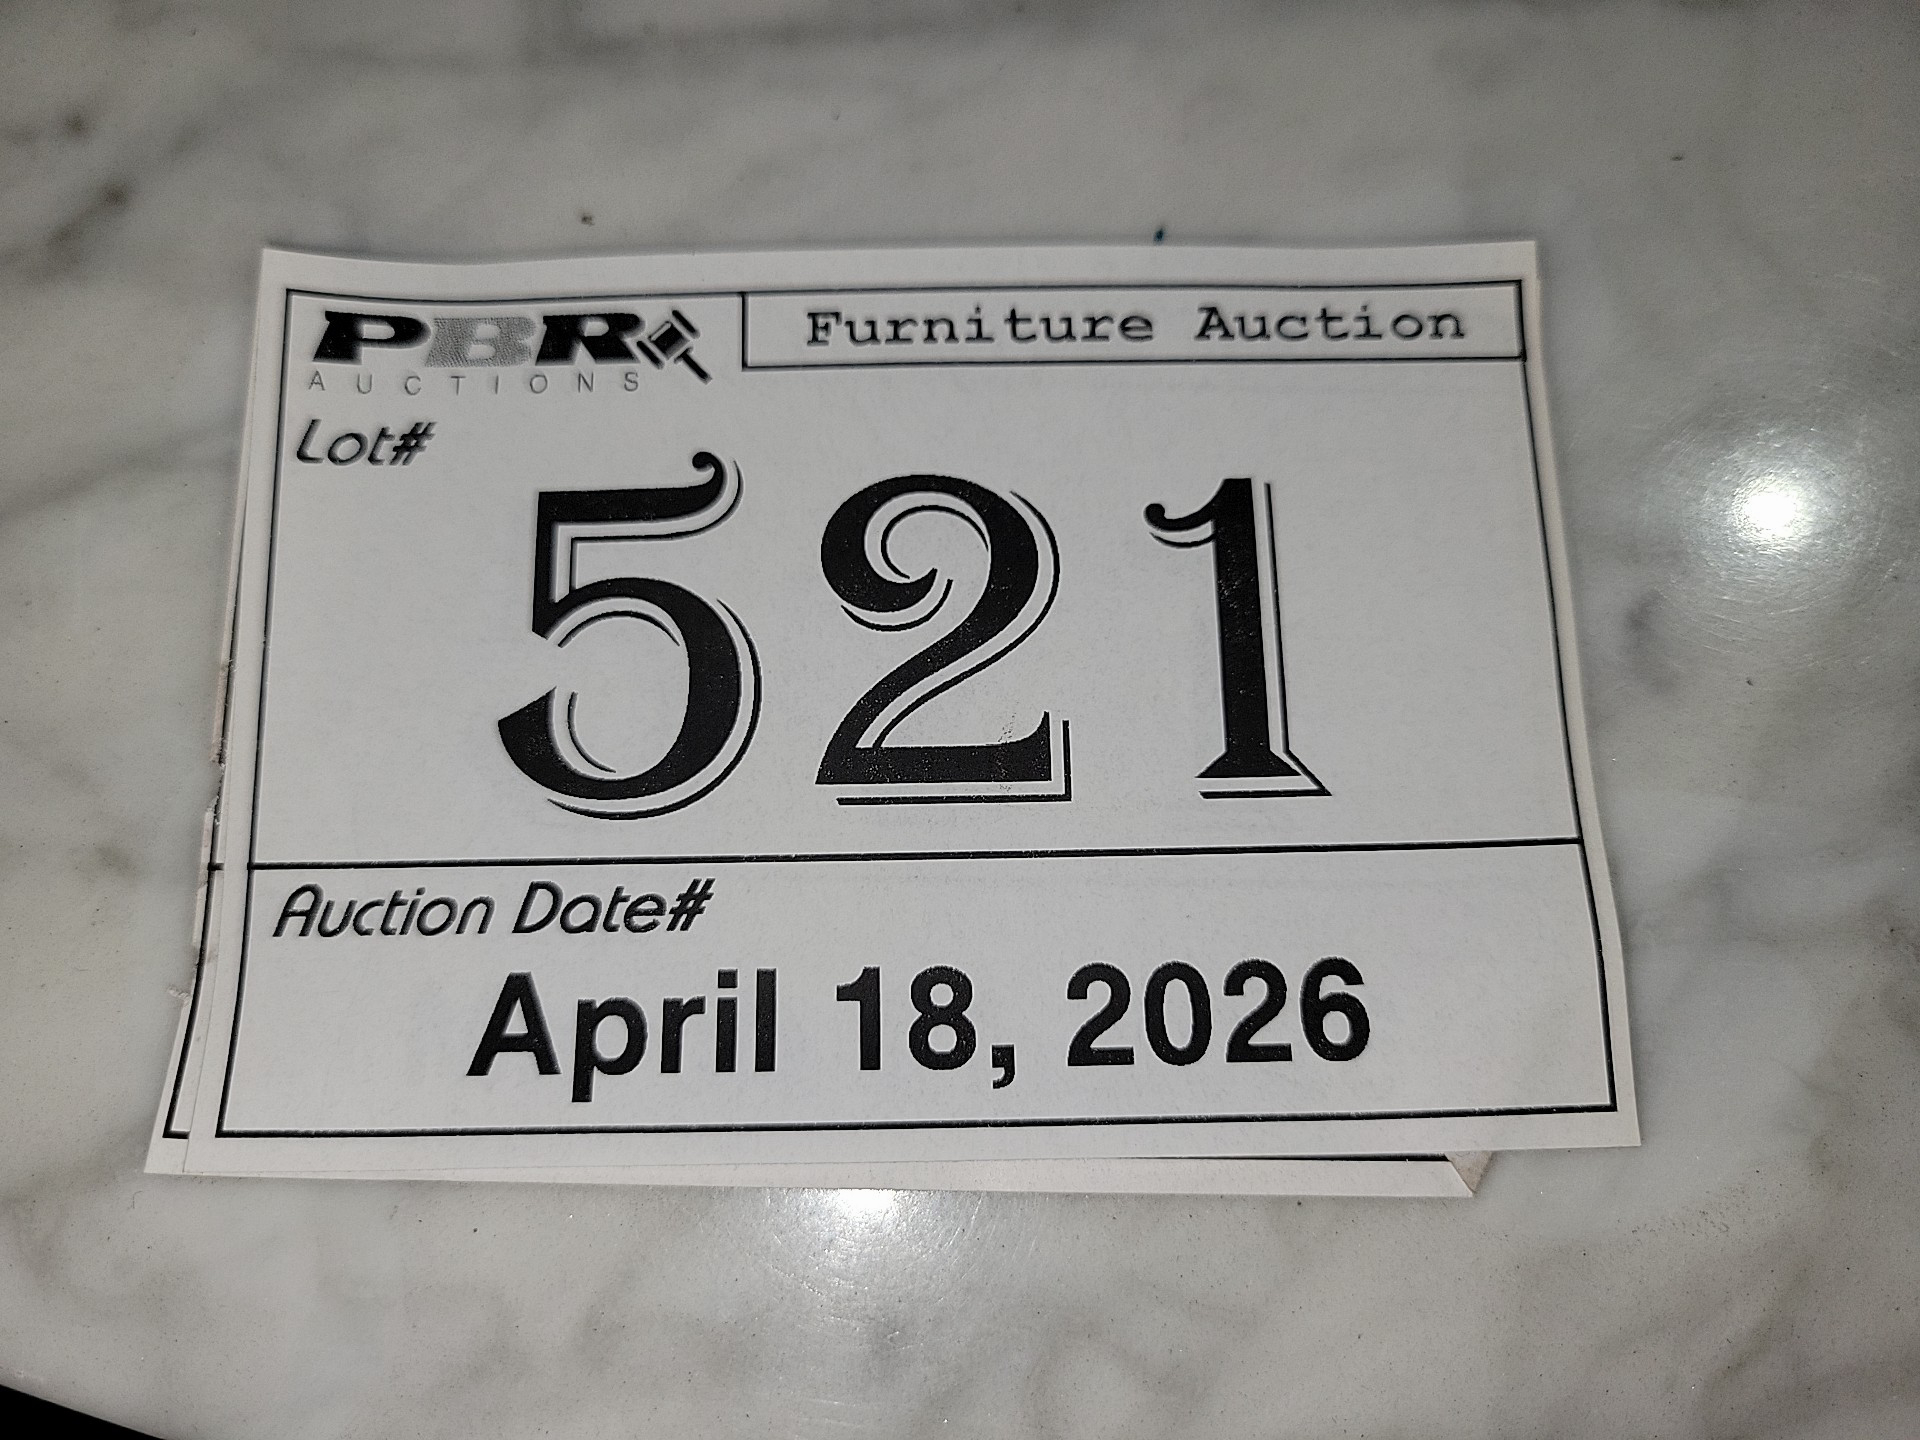 PBR
AUCTIONS
Furniture Auction
Lot#
521
Auction Date#
April 18, 2026